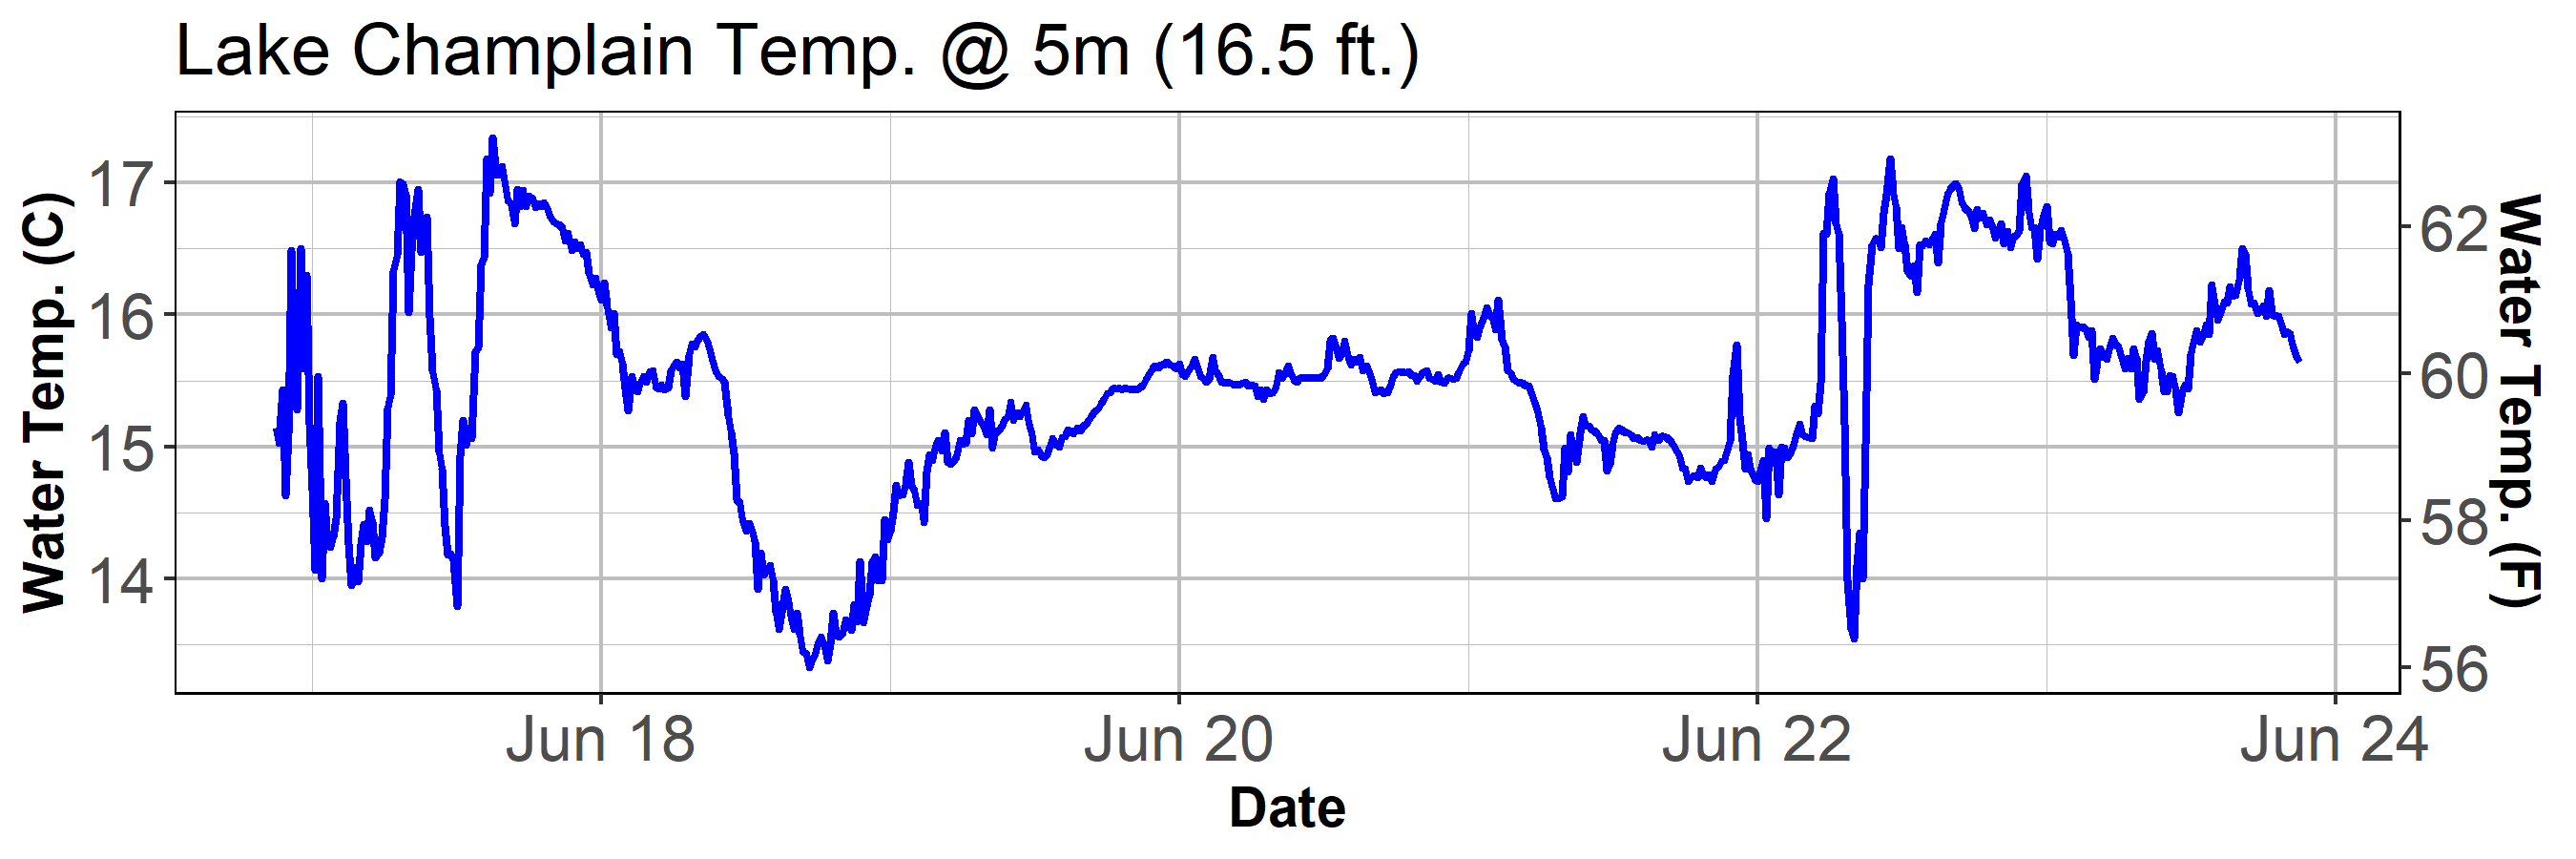 Lake Champlain Temp. @ 5m (16.5 ft.)
Water Temp. (C)
17
16
15
14
62
60
58
56
Water Temp. (F)
Jun 18 Jun 20 Jun 22 Jun 24
Date